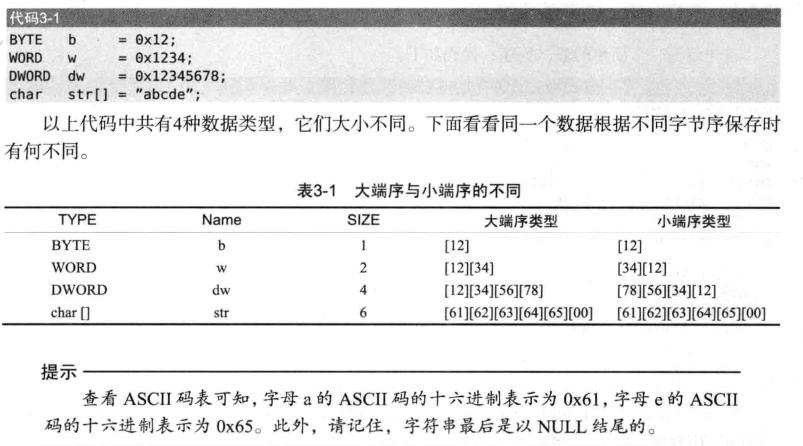 代码3-1
BYTE b = 0x12;
WORD w = 0x1234;
DWORD dw = 0x12345678;
char str[] = "abcde";
以上代码中共有4种数据类型，它们大小不同。下面看看同一个数据根据不同字节序保存时
有何不同。
表3-1 大端序与小端序的不同
TYPE Name SIZE 大端序类型 小端序类型
BYTE b 1 [12] [12]
WORD w 2 [12][34] [34][12]
DWORD dw 4 [12][34][56][78] [78][56][34][12]
char [] str 6 [61][62][63][64][65][00] [61][62][63][64][65][00]
提示
查看 ASCII 码表可知，字母 a 的 ASCII 码的十六进制表示为 0x61，字母 e 的 ASCII
码的十六进制表示为 0x65。此外，请记住，字符串最后是以 NULL 结尾的。